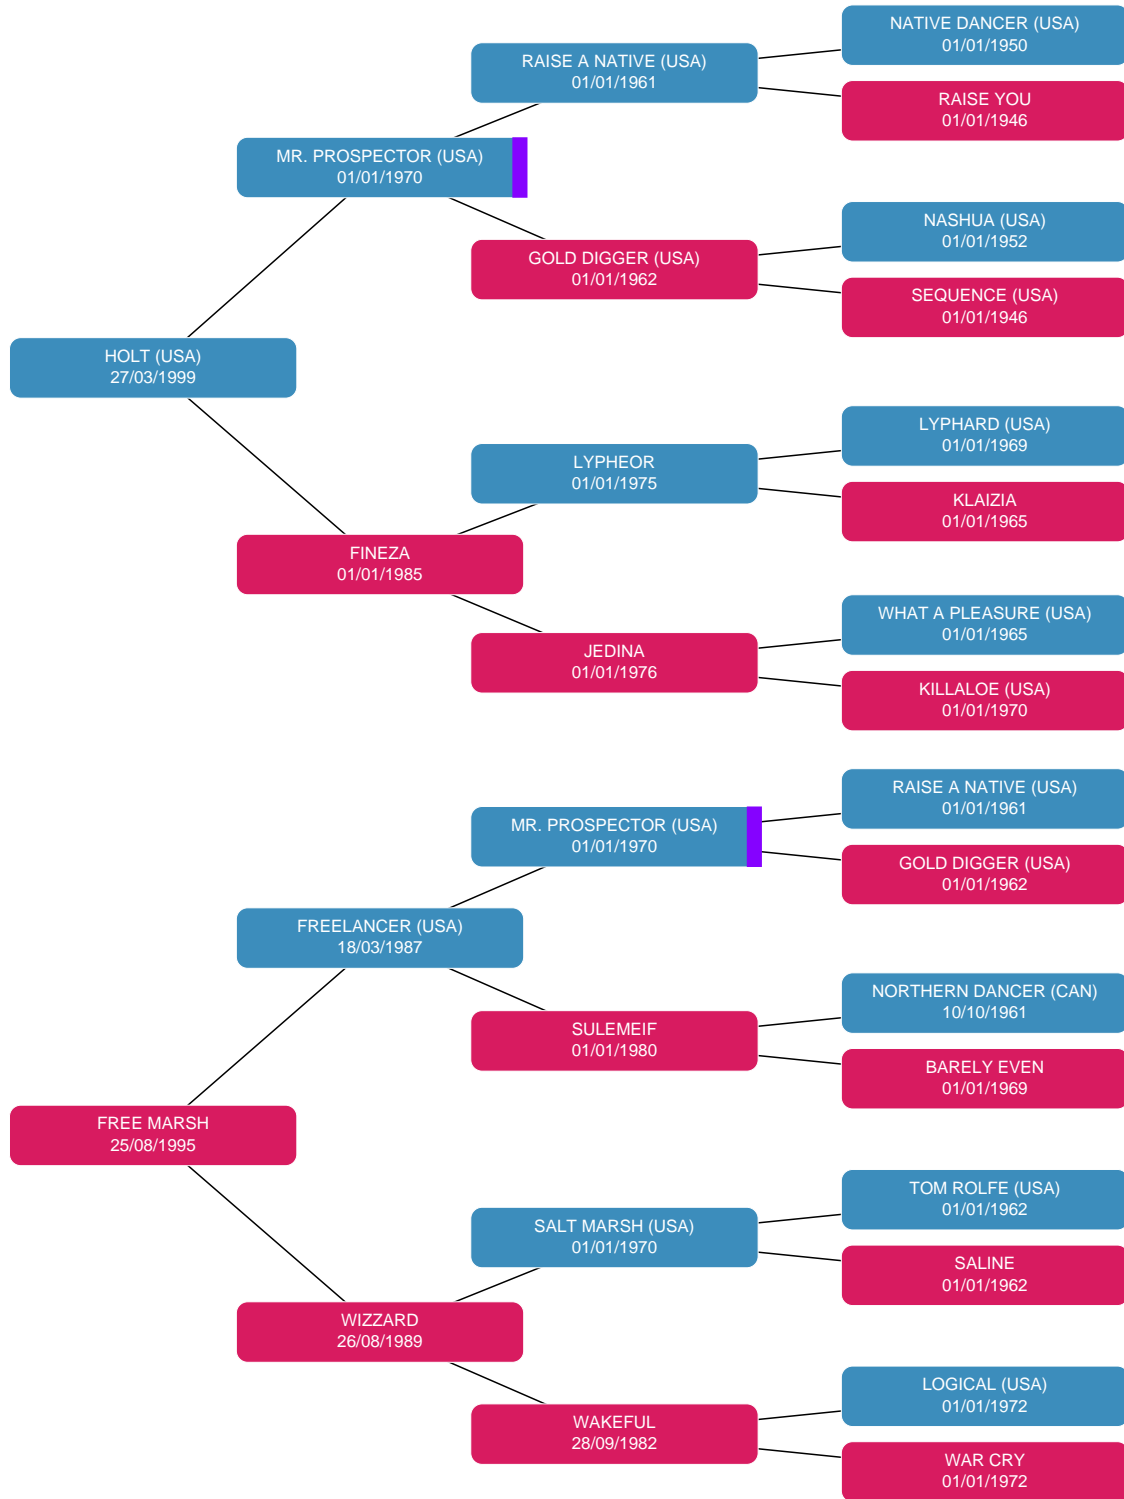 NATIVE DANCER (USA)
01/01/1950
RAISE A NATIVE (USA)
01/01/1961
RAISE YOU
01/01/1946
MR. PROSPECTOR (USA)
01/01/1970
NASHUA (USA)
01/01/1952
GOLD DIGGER (USA)
01/01/1962
SEQUENCE (USA)
01/01/1946
HOLT (USA)
27/03/1999
LYPHARD (USA)
01/01/1969
LYPHEOR
01/01/1975
KLAIZIA
01/01/1965
FINEZA
01/01/1985
WHAT A PLEASURE (USA)
01/01/1965
JEDINA
01/01/1976
KILLALOE (USA)
01/01/1970
RAISE A NATIVE (USA)
01/01/1961
MR. PROSPECTOR (USA)
01/01/1970
GOLD DIGGER (USA)
01/01/1962
FREELANCER (USA)
18/03/1987
NORTHERN DANCER (CAN)
10/10/1961
SULEMEIF
01/01/1980
BARELY EVEN
01/01/1969
FREE MARSH
25/08/1995
TOM ROLFE (USA)
01/01/1962
SALT MARSH (USA)
01/01/1970
SALINE
01/01/1962
WIZZARD
26/08/1989
LOGICAL (USA)
01/01/1972
WAKEFUL
28/09/1982
WAR CRY
01/01/1972